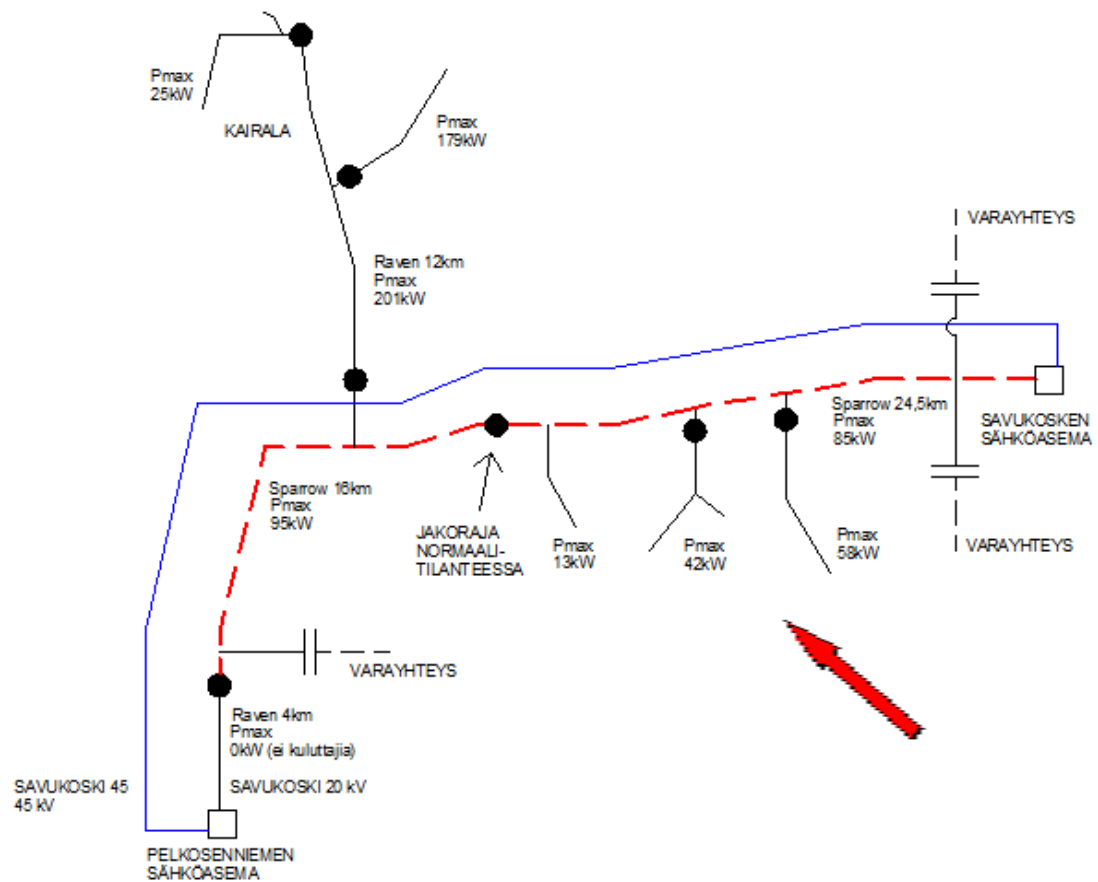 Pmax
25kW
KAIRALA
Pmax
179kW
VARAYHTEYS
Raven 12km
Pmax
201kW
Sparrow 24,5km
Pmax
85kW
SAVUKOSKEN
SÄHKÖASEMA
Sparrow 16km
Pmax
95kW
JAKORAJA
NORMAALI-
TILANTEESSA
Pmax
13kW
Pmax
42kW
Pmax
58kW
VARAYHTEYS
VARAYHTEYS
Raven 4km
Pmax
0kW (ei kuluttajia)
SAVUKOSKI 45
45 kV
SAVUKOSKI 20 kV
PELKOSENNIEMEN
SÄHKÖASEMA